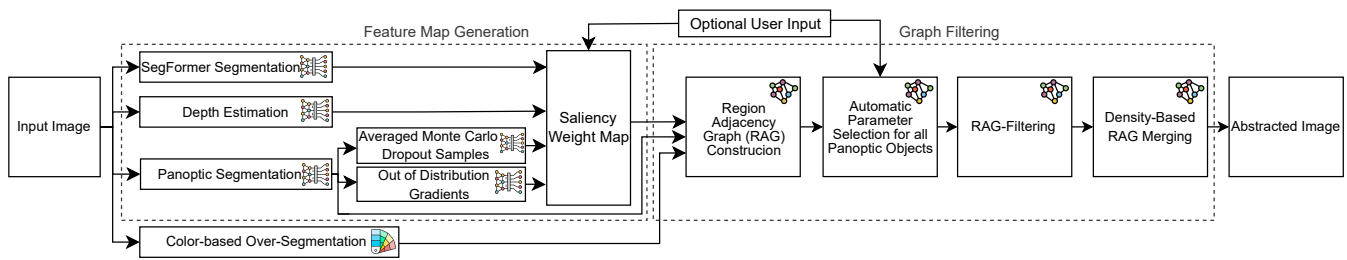 Feature Map Generation
Optional User Input
Graph Filtering
Input Image
SegFormer Segmentation
Depth Estimation
Panoptic Segmentation
Averaged Monte Carlo
Dropout Samples
Out of Distribution
Gradients
Color-based Over-Segmentation
Saliency
Weight Map
Region
Adjacency
Graph (RAG)
Construcion
Automatic
Parameter
Selection for all
Panoptic Objects
RAG-Filtering
Density-Based
RAG Merging
Abstracted Image